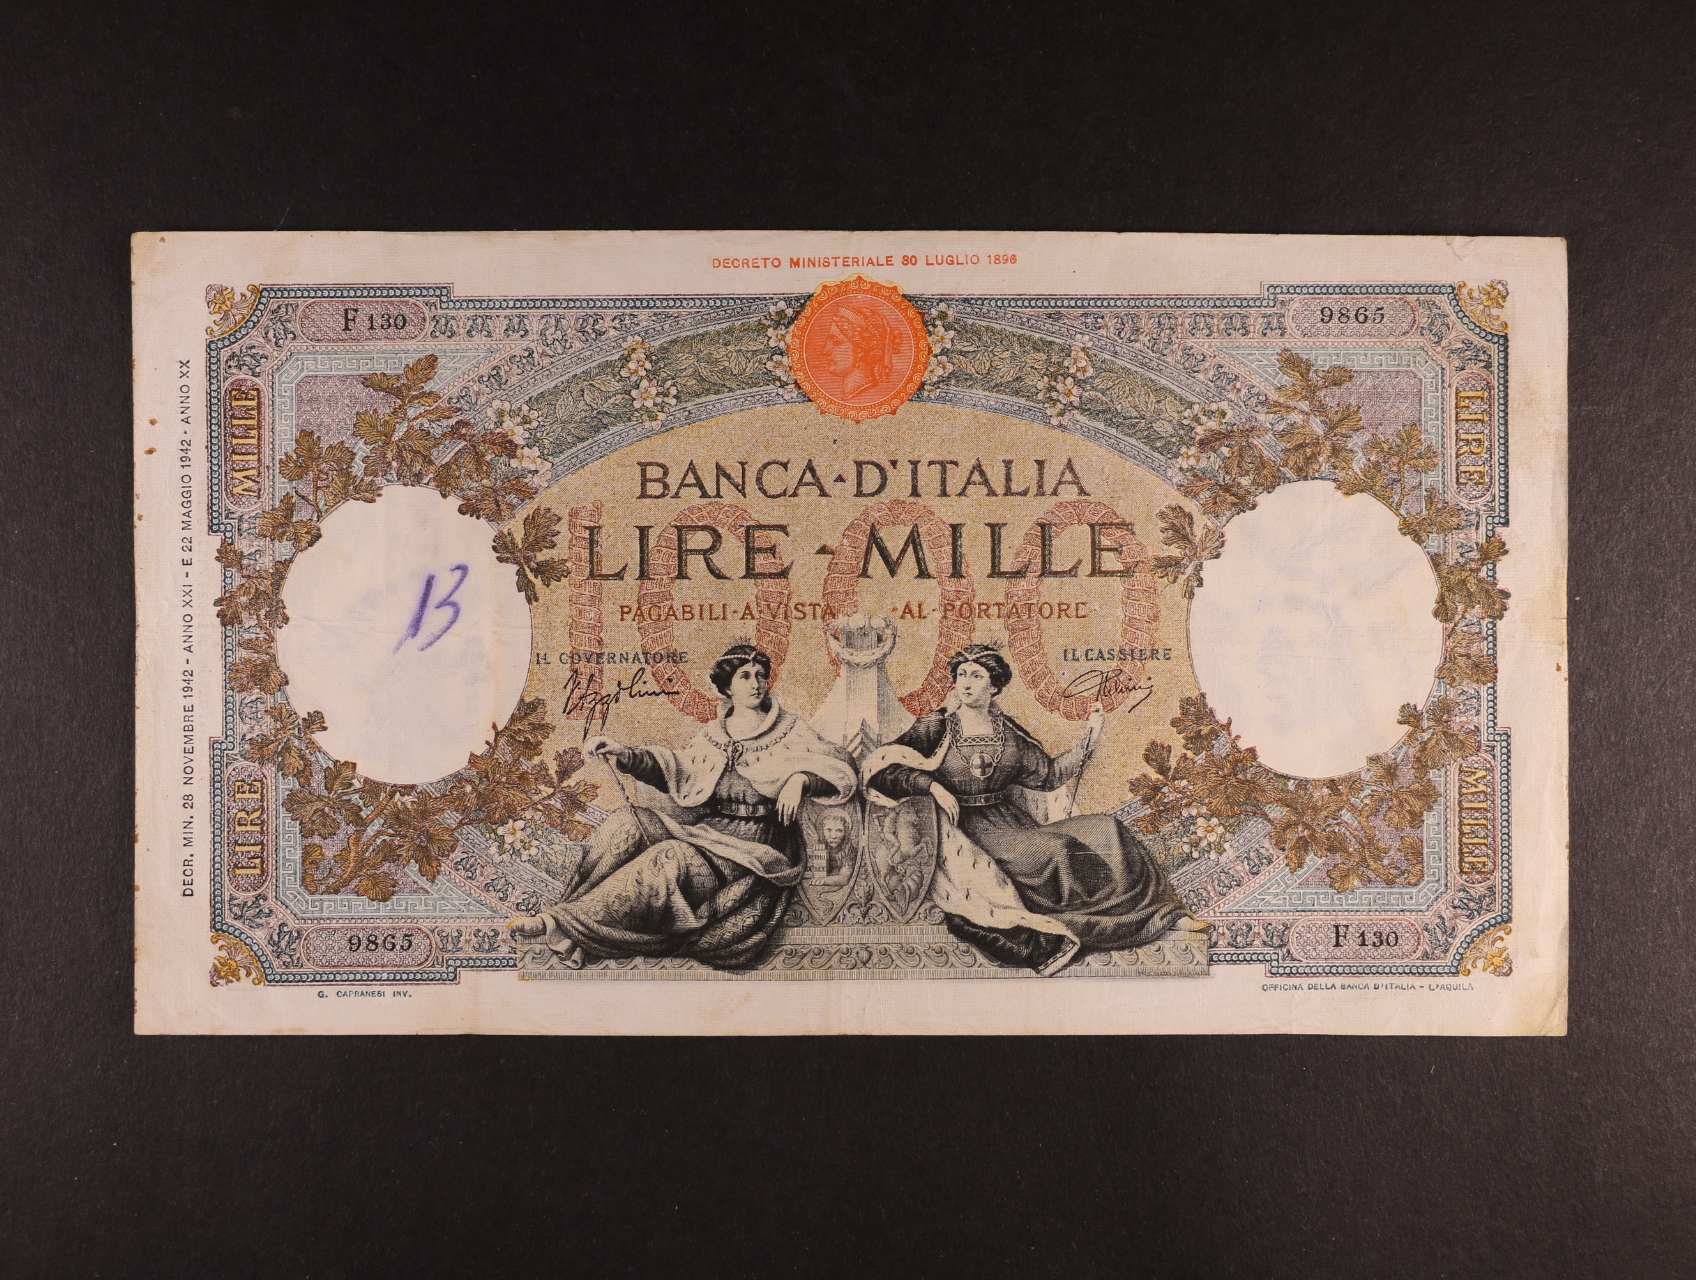 DECRETO MINISTERIALE 30 LUGLIO 1896
F 130
9865
MILLE
LIRE
BANCA·D'ITALIA
1000
LIRE-MILLE
PAGABILI·A·VISTA AL·PORTATORE
IL GOVERNATORE
IL CASSIERE
13
DECR. MIN. 28 NOVEMBRE 1942 - ANNO XXI - E 22 MAGGIO 1942 - ANNO XX
LIRE
MILLE
9865
F 130
G. CAPRANESI INV.
OFFICINA DELLA BANCA D'ITALIA - L'AQUILA